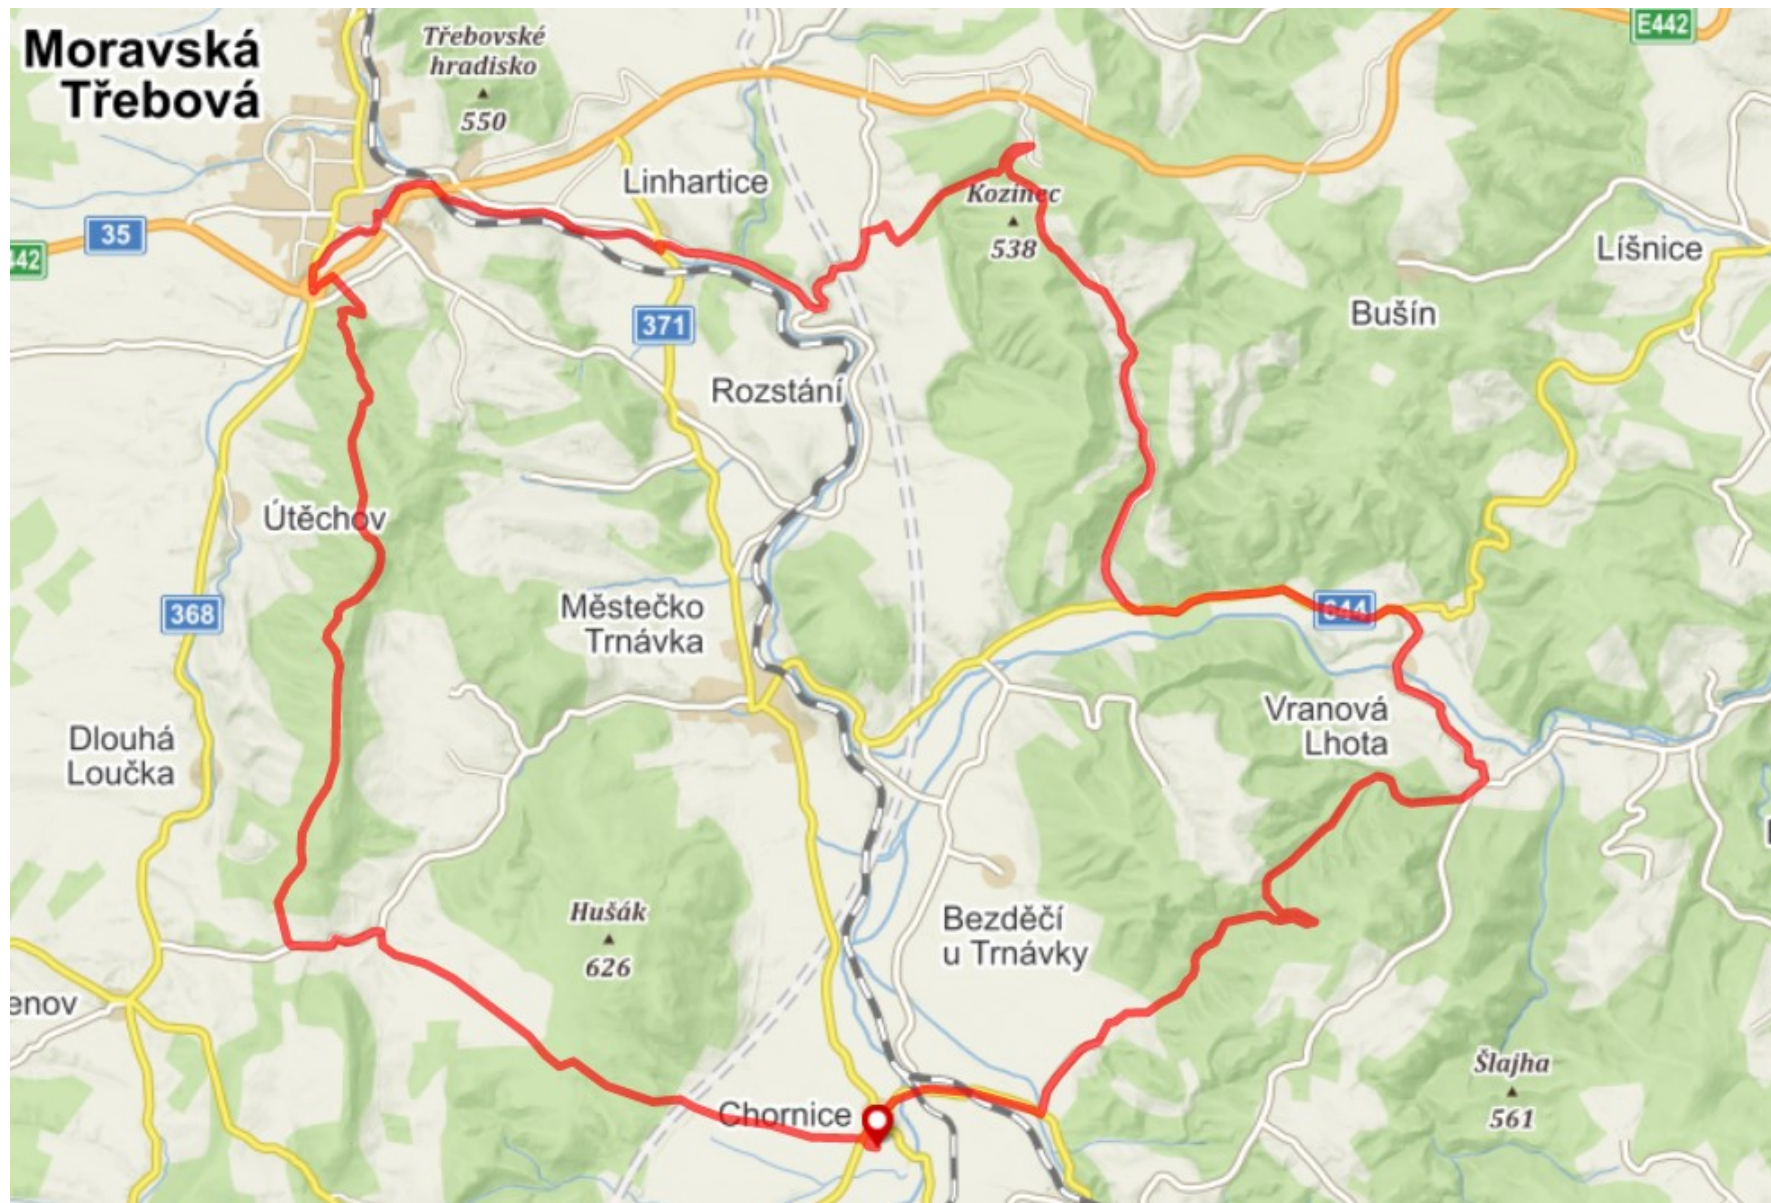 Moravská
Třebová
Třebovské
hradisko
550
E442
Linhartice
Kozinec
538
35
442
Líšnice
Bušín
371
Rozstání
Útěchov
368
Městečko
Trnávka
644
Vranová
Lhota
Dlouhá
Loučka
Hušák
626
Bezděčí
u Trnávky
enov
Šlajha
561
Chornice